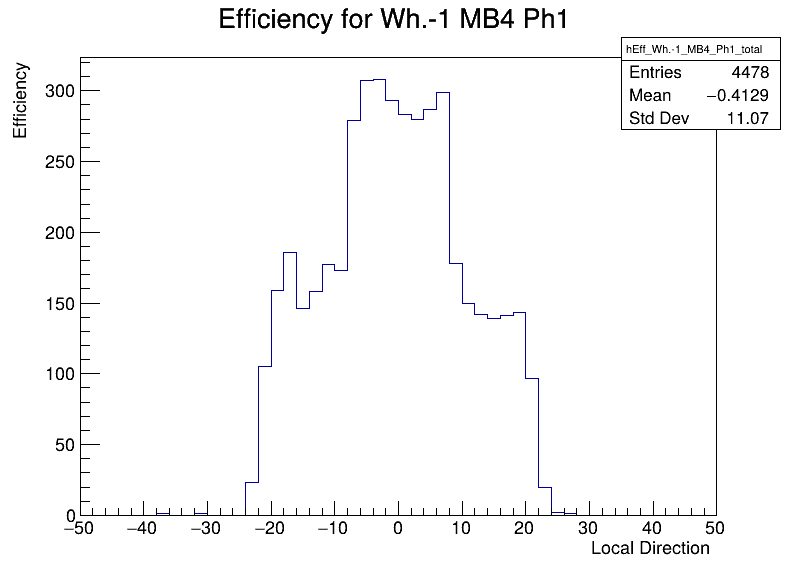 Efficiency for Wh.-1 MB4 Ph1
hEff_Wh.-1_MB4_Ph1_total
Entries 4478
Mean −0.4129
Std Dev 11.07
Efficiency
300
250
200
150
100
50
0
−50 −40 −30 −20 −10 0 10 20 30 40 50
Local Direction